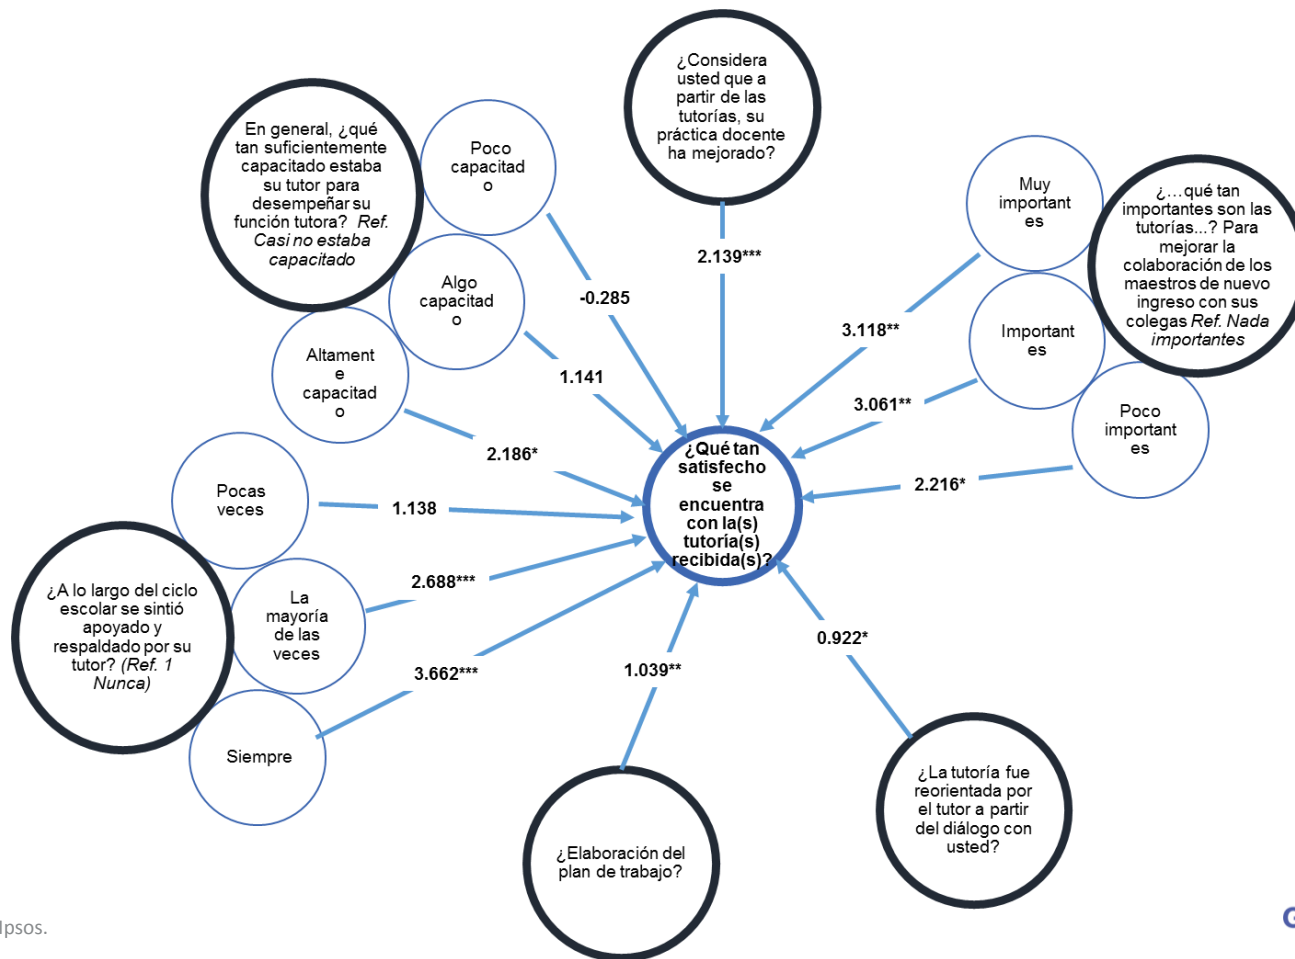 ¿Considera
usted que a
partir de las
tutorías, su
práctica docente
ha mejorado?
En general, ¿qué
tan suficientemente
capacitado estaba
su tutor para
desempeñar su
función tutora? Ref.
Casi no estaba
capacitado
Poco
capacitad
o
Algo
capacitad
o
Altament
e
capacitad
o
Muy
important
es
Important
es
Poco
important
es
¿…qué tan
importantes son las
tutorías...? Para
mejorar la
colaboración de los
maestros de nuevo
ingreso con sus
colegas Ref. Nada
importantes
2.139***
-0.285
1.141
2.186*
3.118**
3.061**
2.216*
¿Qué tan
satisfecho
se
encuentra
con la(s)
tutoría(s)
recibida(s)?
Pocas
veces
La
mayoría
de las
veces
Siempre
¿A lo largo del ciclo
escolar se sintió
apoyado y
respaldado por su
tutor? (Ref. 1
Nunca)
1.138
2.688***
3.662***
1.039**
0.922*
¿Elaboración del
plan de trabajo?
¿La tutoría fue
reorientada por
el tutor a partir
del diálogo con
usted?
Ipsos.
G